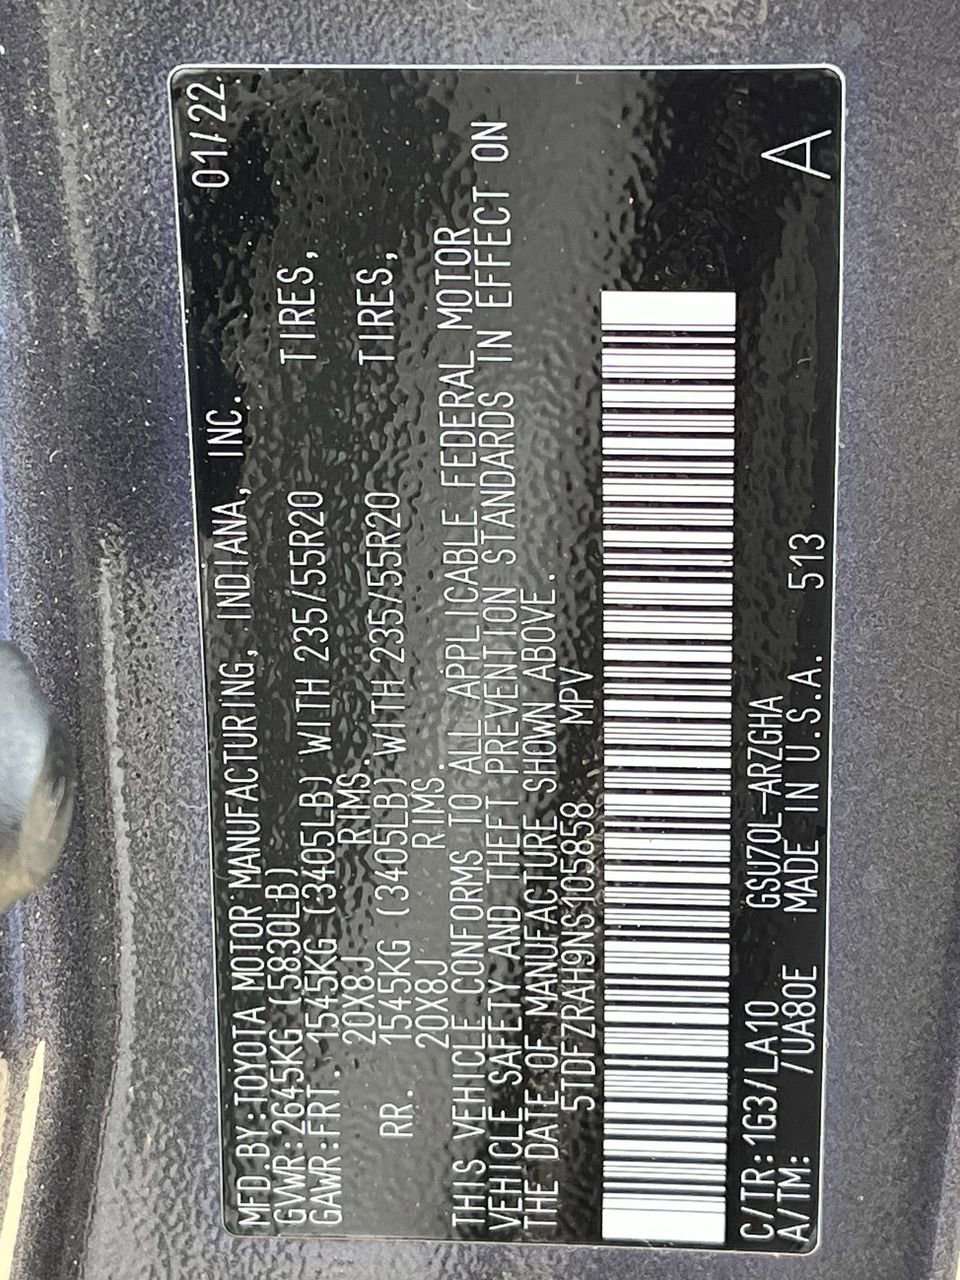 MFD.BY:TOYOTA MOTOR MANUFACTURING, INDIANA, INC. 01/22
GVWR:2645KG(5830LB)
GAWR:FRT. 1545KG (3405LB) WITH 235/55R20 TIRES,
20X8J RIMS.
RR. 1545KG (3405LB) WITH 235/55R20 TIRES,
20X8J RIMS.
THIS VEHICLE CONFORMS TO ALL APPLICABLE FEDERAL MOTOR
VEHICLE SAFETY AND THEFT PREVENTION STANDARDS IN EFFECT ON
THE DATE OF MANUFACTURE SHOWN ABOVE.
5TDFZRAH9NS105858 MPV
C/TR:1G3/LA10 GSU70L-ARZGHA
A/TM: /UA80E MADE IN U.S.A. 513 A